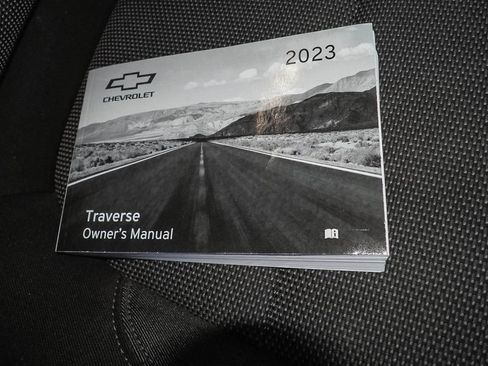 2023
CHEVROLET
Traverse
Owner's Manual